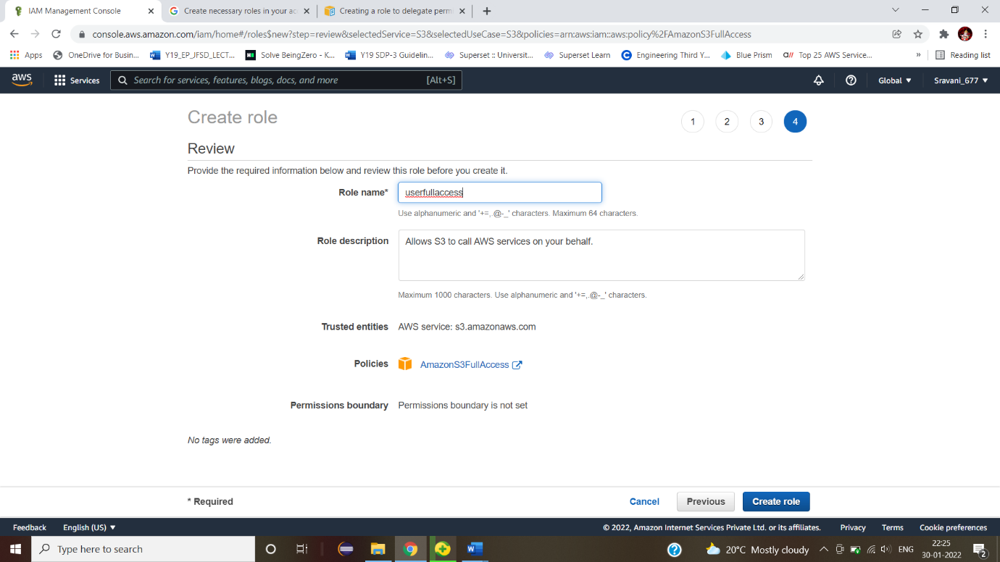 IAM Management Console
Create necessary roles in your ac
Creating a role to delegate perm
console.aws.amazon.com/iam/home#/roles$new?step=review&selectedService=S3&selectedUseCase=S3&policies=arn:aws:iam::aws:policy%2FAmazonS3FullAccess
Apps
OneDrive for Busin...
Y19_EP_JFSD_LECT...
Solve BeingZero - K...
Y19 SDP-3 Guidelin...
Superset :: Universit...
Superset Learn
Engineering Third Y...
Blue Prism
Top 25 AWS Service...
»
Reading list
aws
Services
Search for services, features, blogs, docs, and more
[Alt+S]
Global
Sravani_677
Create role
1
2
3
4
Review
Provide the required information below and review this role before you create it.
Role name*
userfullaccess
Use alphanumeric and '+=,.@-_' characters. Maximum 64 characters.
Role description
Allows S3 to call AWS services on your behalf.
Maximum 1000 characters. Use alphanumeric and '+=,.@-_' characters.
Trusted entities
AWS service: s3.amazonaws.com
Policies
AmazonS3FullAccess
Permissions boundary
Permissions boundary is not set
No tags were added.
* Required
Cancel
Previous
Create role
Feedback
English (US)
© 2022, Amazon Internet Services Private Ltd. or its affiliates.
Privacy
Terms
Cookie preferences
Type here to search
20°C Mostly cloudy
ENG
22:25
30-01-2022
2